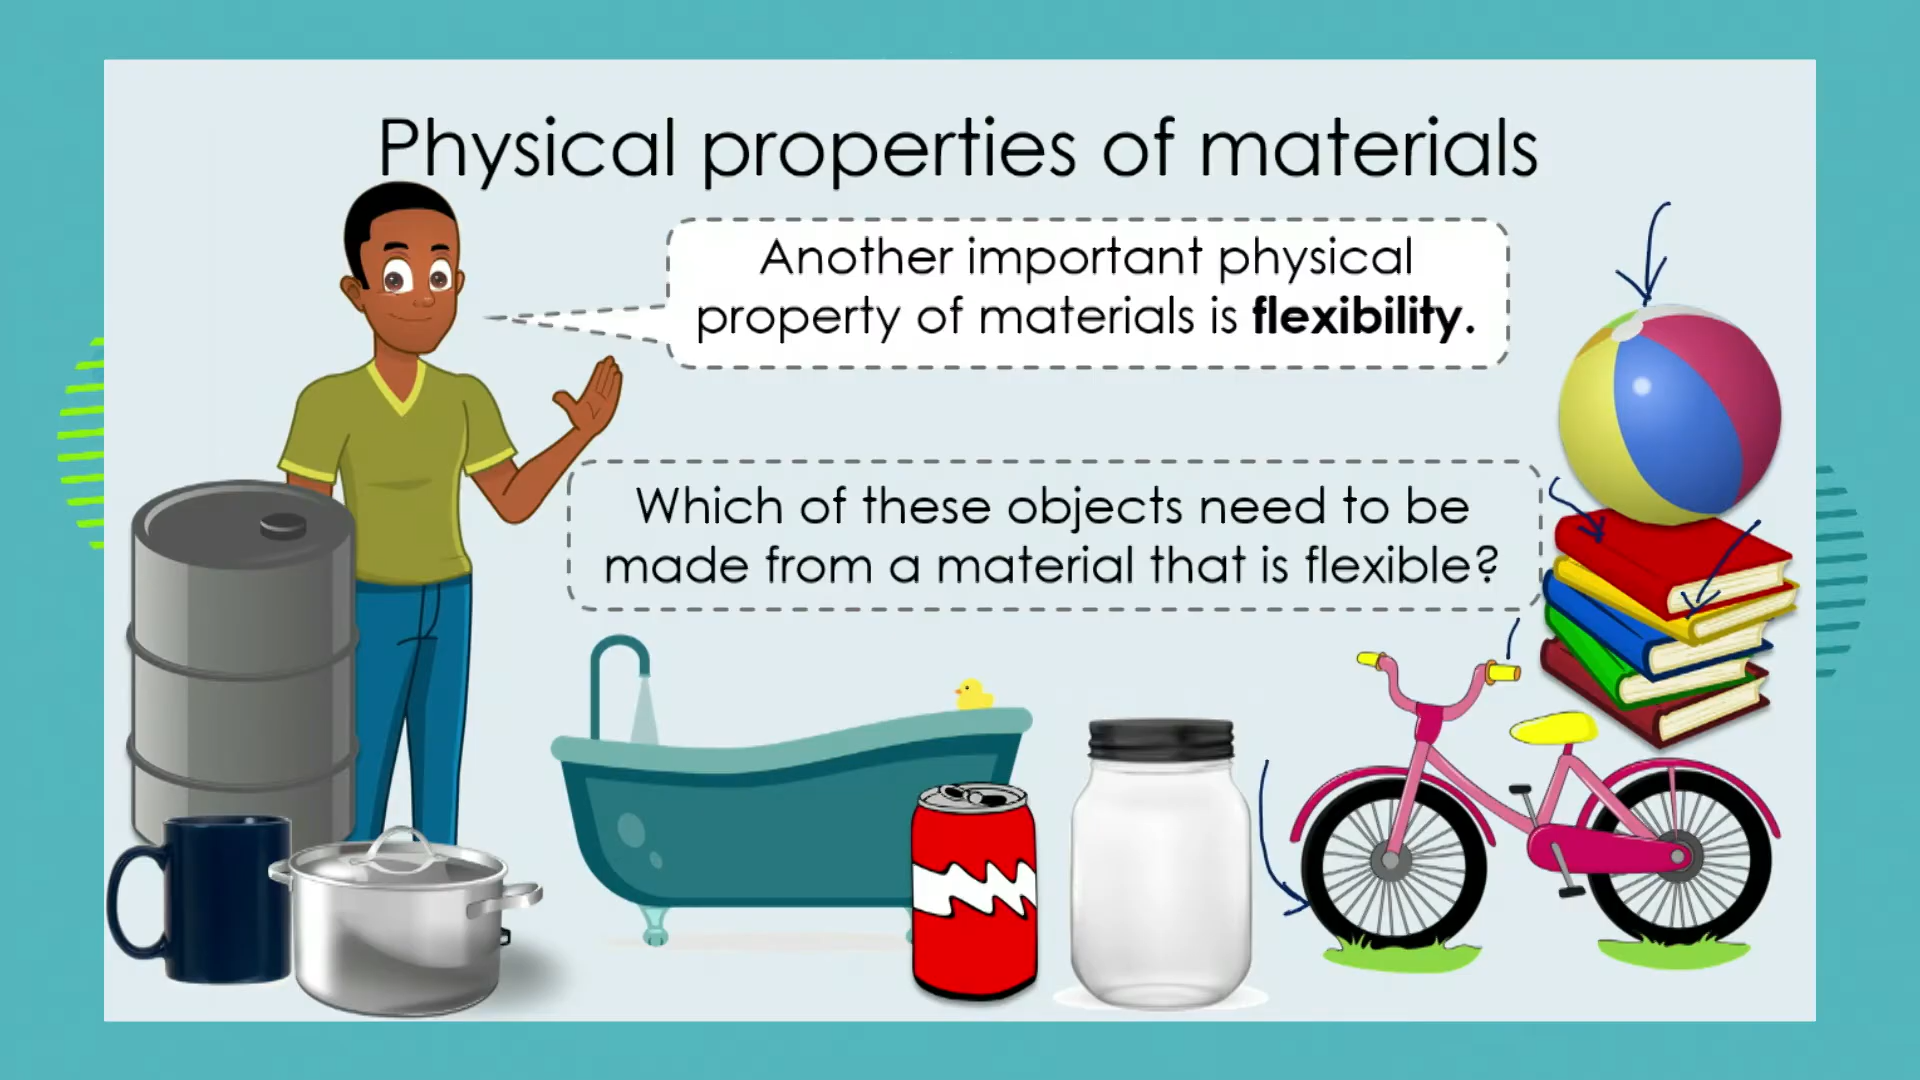 Physical properties of materials
Another important physical
property of materials is flexibility.
Which of these objects need to be
made from a material that is flexible?